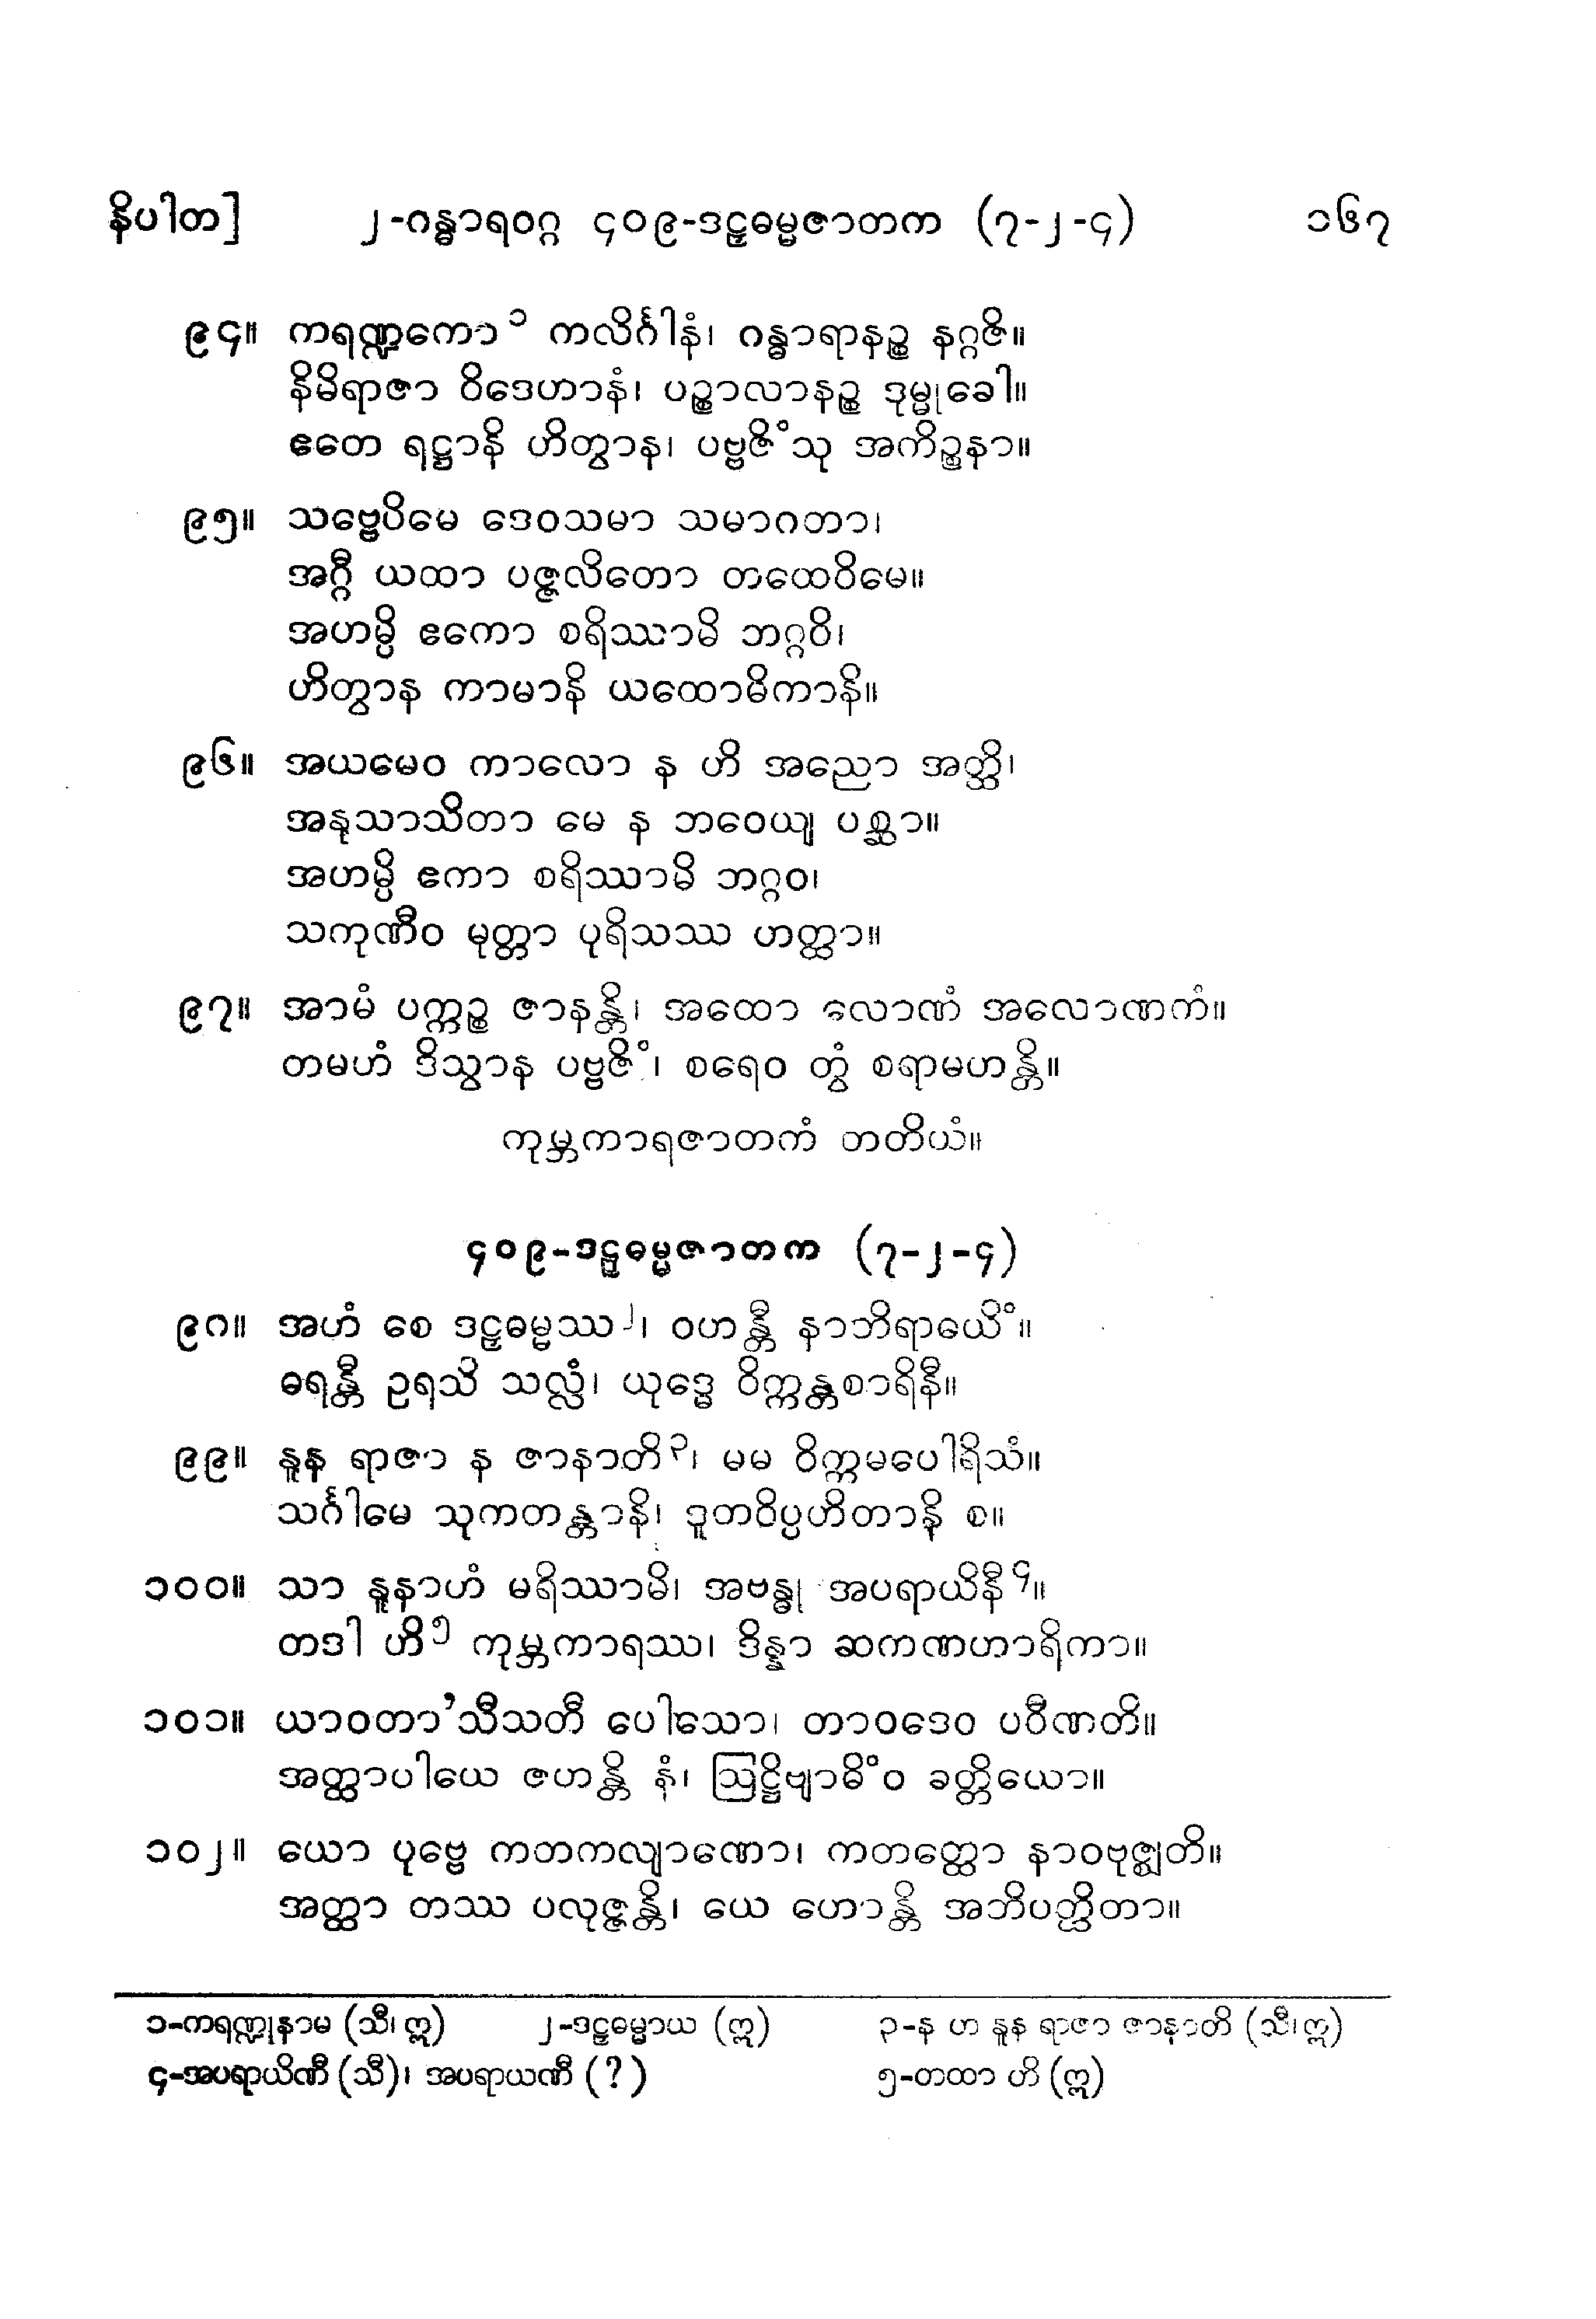 နိပါတ] ၂-ဂန္ဓာရဝဂ္ဂ ၄၀၉-ဒဠှဓမ္မဇာတက (၇-၂-၄) ၁၆၇
၉၄။ ကရဏ္ဍကော ၁ ကလိင်္ဂါနံ၊ ဂန္ဓာရာနဉ္စ နဂ္ဂဇိ။
နိမိရာဇာ ဝိဒေဟာနံ၊ ပဉ္စာလာနဉ္စ ဒုမ္မုခေါ။
ဧတေ ရဋ္ဌာနိ ဟိတွာန၊ ပဗ္ဗဇိံသု အကိဉ္စနာ။
၉၅။ သဗ္ဗေပိမေ ဒေဝသမာ သမာဂတာ၊
အဂ္ဂီ ယထာ ပဇ္ဇလိတော တထေဝိမေ။
အဟမ္ပိ ဧကော စရိဿာမိ ဘဂ္ဂဝိ၊
ဟိတွာန ကာမာနိ ယထောဓိကာနိ။
၉၆။ အယမေဝ ကာလော န ဟိ အညော အတ္ထိ၊
အနုသာသိတာ မေ န ဘဝေယျ ပစ္ဆာ။
အဟမ္ပိ ဧကာ စရိဿာမိ ဘဂ္ဂဝ၊
သကုဏီဝ မုတ္တာ ပုရိသဿ ဟတ္ထာ။
၉၇။ အာမံ ပက္ကဉ္စ ဇာနန္တိ၊ အထော လောဏံ အလောဏကံ။
တမဟံ ဒိသွာန ပဗ္ဗဇိံ၊ စရေဝ တွံ စရာမဟန္တိ။
ကုမ္ဘကာရဇာတကံ တတိယံ။
၄၀၉-ဒဠှဓမ္မဇာတက (၇-၂-၄)
၉၈။ အဟံ စေ ဒဠှဓမ္မဿ ၂၊ ဝဟန္တီ နာဘိရာဓယိံ။
ဓရန္တီ ဥရသိ သလ္လံ၊ ယုဒ္ဓေ ဝိက္ကန္တစာရိနီ။
၉၉။ နူန ရာဇာ န ဇာနာတိ ၃၊ မမ ဝိက္ကမပေါရိသံ။
သင်္ဂါမေ သုကတန္တာနိ၊ ဒူတဝိပ္ပဟိတာနိ စ။
၁၀၀။ သာ နူနာဟံ မရိဿာမိ၊ အဗန္ဓု အပရာယိနီ ၄။
တဒါ ဟိ ၅ ကုမ္ဘကာရဿ၊ ဒိန္နာ ဆကဏဟာရိကာ။
၁၀၁။ ယာဝတာ’သီသတီ ပေါသော၊ တာဝဒေဝ ပဝီဏတိ။
အတ္ထာပါယေ ဇဟန္တိ နံ၊ ဩဋ္ဌိဗျာဓိံဝ ခတ္တိယော။
၁၀၂။ ယော ပုဗ္ဗေ ကတကလျာဏော၊ ကတတ္ထော နာဝဗုဇ္ဈတိ။
အတ္ထာ တဿ ပလုဇ္ဇန္တိ၊ ယေ ဟောန္တိ အဘိပတ္ထိတာ။
၁-ကရဏ္ဍုနာမ (သီ၊ ဣ) ၂-ဒဠှဓမ္မာယ (ဣ) ၃-န ဟ နူန ရာဇာ ဇာနာတိ (သီ၊ ဣ)
၄-အပရာယိဏီ (သီ)၊ အပရာယဏီ (?) ၅-တထာ ဟိ (ဣ)